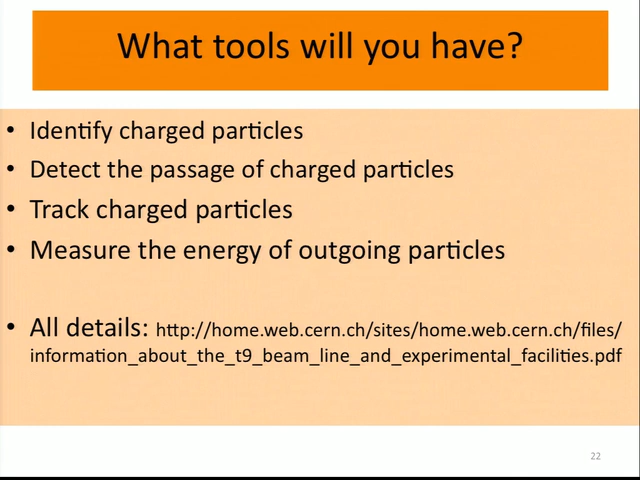 What tools will you have?
• Identify charged particles
• Detect the passage of charged particles
• Track charged particles
• Measure the energy of outgoing particles
• All details: http://home.web.cern.ch/sites/home.web.cern.ch/files/
information_about_the_t9_beam_line_and_experimental_facilities.pdf
22